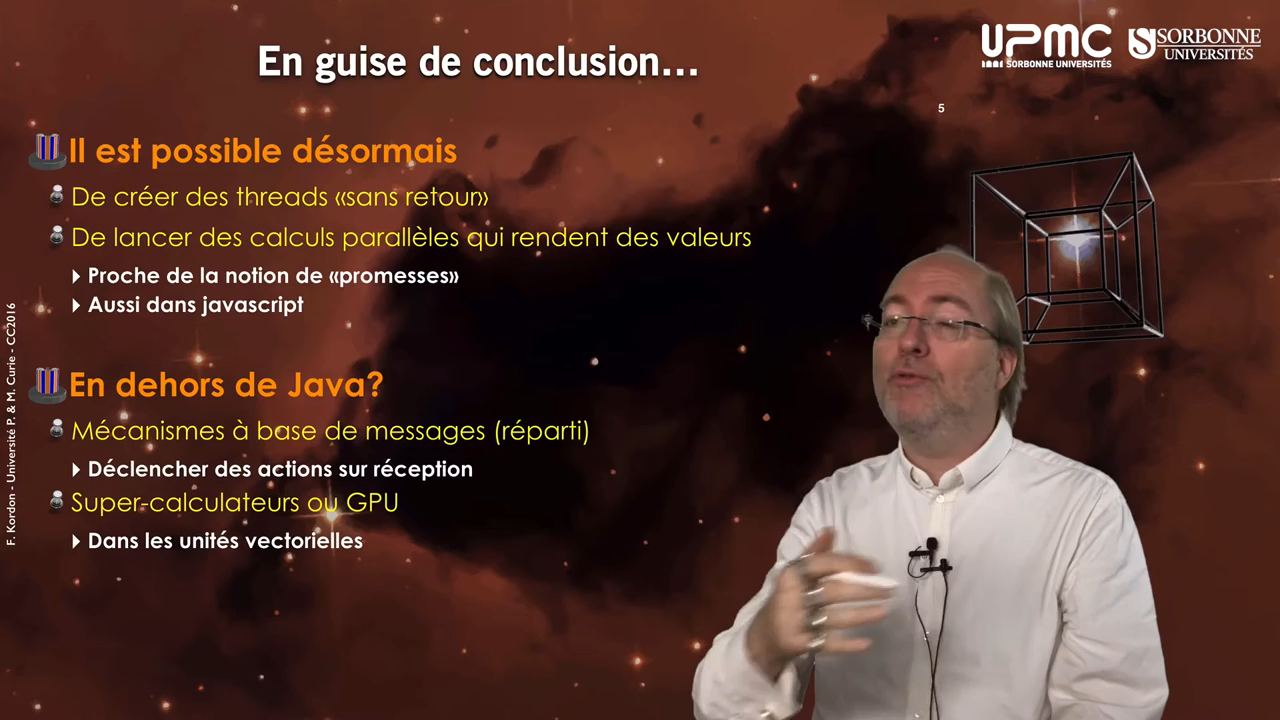 En guise de conclusion...
UPMC
SORBONNE UNIVERSITÉS
SORBONNE
UNIVERSITÉS
5
Il est possible désormais
De créer des threads «sans retour»
De lancer des calculs parallèles qui rendent des valeurs
Proche de la notion de «promesses»
Aussi dans javascript
En dehors de Java?
Mécanismes à base de messages (réparti)
Déclencher des actions sur réception
Super-calculateurs ou GPU
Dans les unités vectorielles
F. Kordon - Université P. & M. Curie - CC2016